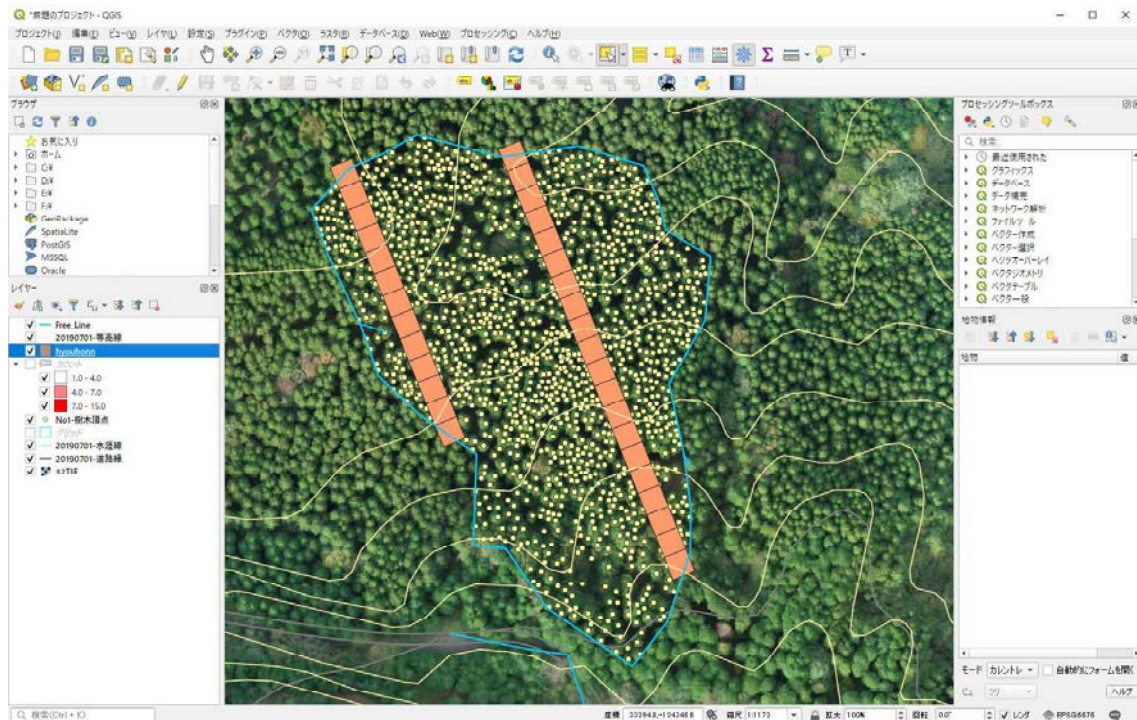 *無題のプロジェクト - QGIS
プロジェクト(J) 編集(E) ビュー(V) レイヤ(L) 設定(S) プラグイン(P) ベクタ(O) ラスタ(R) データベース(D) Web(W) プロセッシング(C) ヘルプ(H)
ブラウザ
お気に入り
ホーム
C:¥
D:¥
E:¥
F:¥
GeoPackage
SpatiaLite
PostGIS
MSSQL
Oracle
レイヤー
Free_Line
20190701-等高線
hyouhonn
カウント
1.0 - 4.0
4.0 - 7.0
7.0 - 15.0
No1-樹木頂点
グリッド
20190701-水涯線
20190701-道路縁
プロセッシングツールボックス
検索...
最近使用された
グラフィックス
データベース
データ補完
ネットワーク解析
ファイルツール
ベクター作成
ベクター選択
ベクタオーバーレイ
ベクタジオメトリ
ベクタテーブル
ベクタ一般
地物情報
地物 値
モード カレントレ 自動的にフォームを開く
ツリー ヘルプ
検索(Ctrl + K) 座標 縮尺 1:1173 拡大 100% 回転 0.0° レンダ EPSG:6676